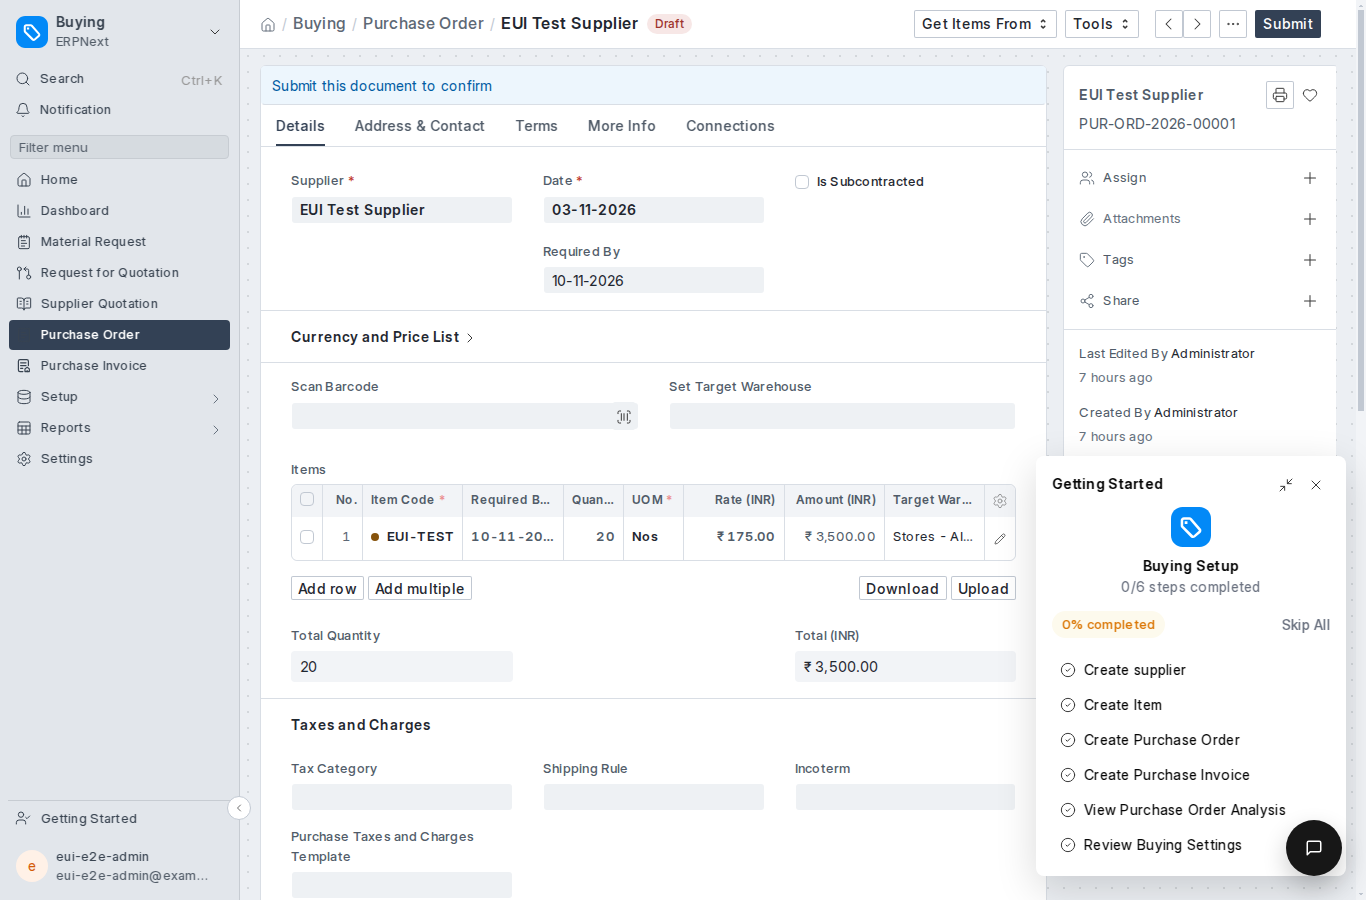 Buying
ERPNext
Search Ctrl+K
Notification
Filter menu
Home
Dashboard
Material Request
Request for Quotation
Supplier Quotation
Purchase Order
Purchase Invoice
Setup
Reports
Settings
Getting Started
e
eui-e2e-admin
eui-e2e-admin@exam...
/ Buying / Purchase Order / EUI Test Supplier Draft
Get Items From Tools ... Submit
Submit this document to confirm
Details Address & Contact Terms More Info Connections
Supplier * Date * Is Subcontracted
EUI Test Supplier 03-11-2026
Required By
10-11-2026
Currency and Price List
Scan Barcode Set Target Warehouse
Items
No. Item Code * Required B... Quan... UOM * Rate (INR) Amount (INR) Target War...
1 EUI-TEST 10-11-20... 20 Nos ₹ 175.00 ₹ 3,500.00 Stores - Al...
Add row Add multiple Download Upload
Total Quantity Total (INR)
20 ₹ 3,500.00
Taxes and Charges
Tax Category Shipping Rule Incoterm
Purchase Taxes and Charges
Template
EUI Test Supplier
PUR-ORD-2026-00001
Assign
Attachments
Tags
Share
Last Edited By Administrator
7 hours ago
Created By Administrator
7 hours ago
Getting Started
Buying Setup
0/6 steps completed
0% completed Skip All
Create supplier
Create Item
Create Purchase Order
Create Purchase Invoice
View Purchase Order Analysis
Review Buying Settings